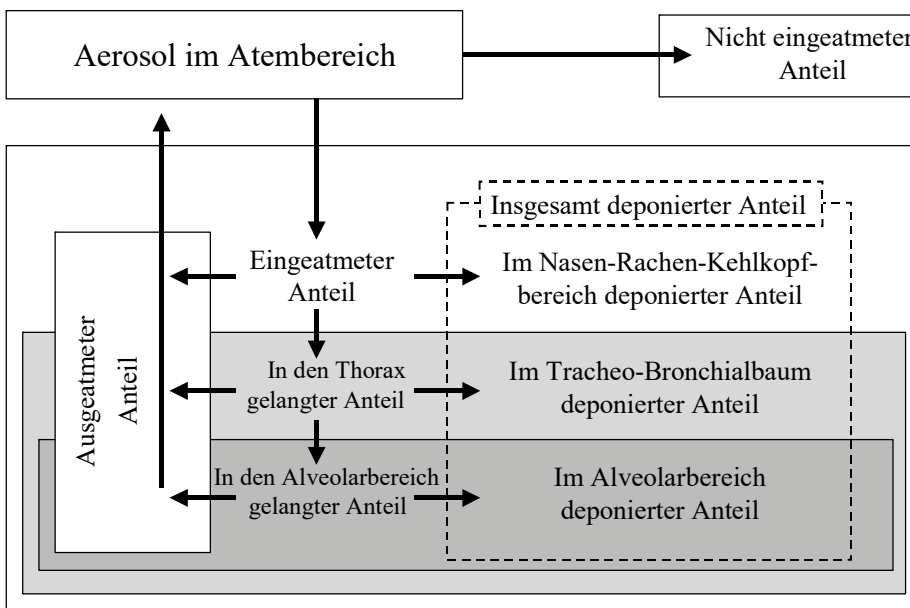 Aerosol im Atembereich
Nicht eingeatmeter
Anteil
Insgesamt deponierter Anteil
Eingeatmeter
Anteil
Im Nasen-Rachen-Kehlkopf-
bereich deponierter Anteil
Ausgeatmeter
Anteil
In den Thorax
gelangter Anteil
Im Tracheo-Bronchialbaum
deponierter Anteil
In den Alveolarbereich
gelangter Anteil
Im Alveolarbereich
deponierter Anteil